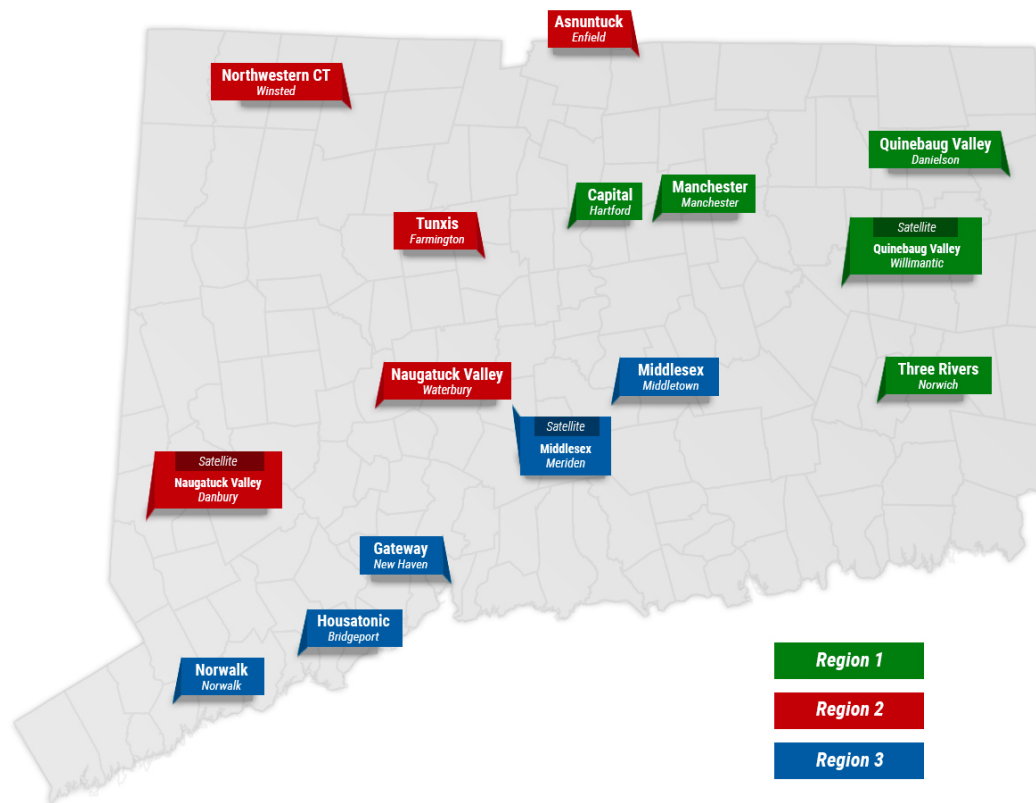 Asnuntuck
Enfield
Northwestern CT
Winsted
Quinebaug Valley
Danielson
Capital
Hartford
Manchester
Manchester
Tunxis
Farmington
Satellite
Quinebaug Valley
Willimantic
Naugatuck Valley
Waterbury
Middlesex
Middletown
Three Rivers
Norwich
Satellite
Middlesex
Meriden
Satellite
Naugatuck Valley
Danbury
Gateway
New Haven
Housatonic
Bridgeport
Norwalk
Norwalk
Region 1
Region 2
Region 3